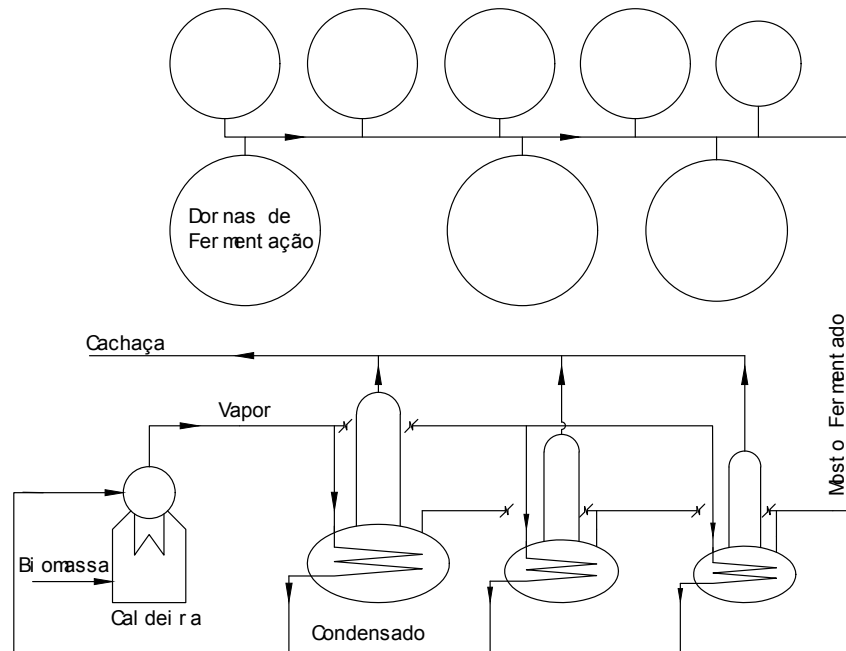 Dornas de
Fermentação
Cachaça
Vapor
Mosto Fermentado
Biomassa
Caldeira
Condensado